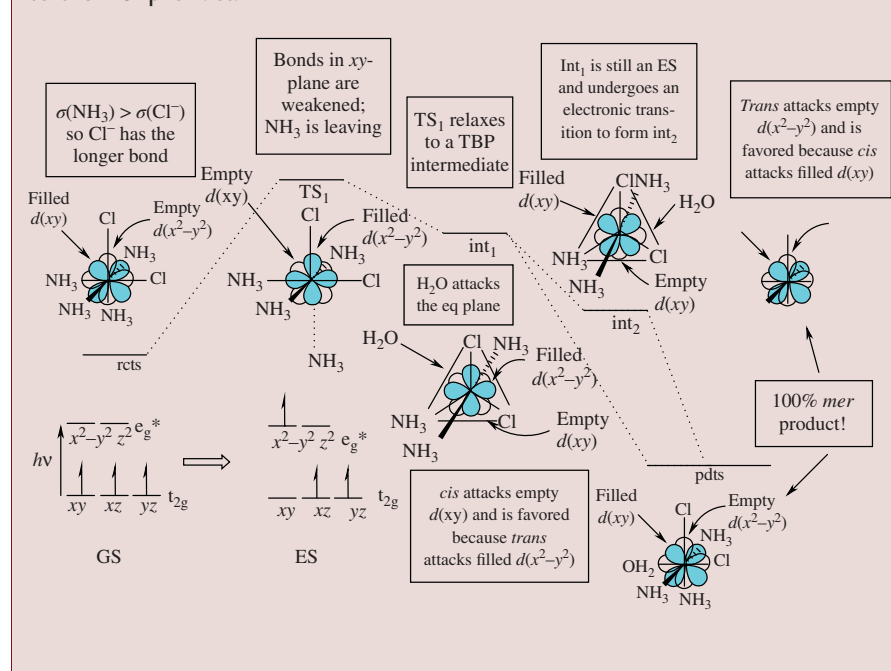 Bonds in xy-
plane are
weakened;
NH3 is leaving
Int1 is still an ES
and undergoes an
electronic tran-
sition to form int2
σ(NH3) > σ(Cl−)
so Cl− has the
longer bond
TS1 relaxes
to a TBP
intermediate
Trans attacks empty
d(x2−y2) and is
favored because cis
attacks filled d(xy)
Filled
d(xy)
Cl
Empty
d(x2−y2)
NH3
NH3
Cl
NH3
NH3
rcts
Empty
d(xy)
TS1
Cl
Filled
d(x2−y2)
NH3
NH3
Cl
NH3
NH3
int1
H2O attacks
the eq plane
Filled
d(xy)
ClNH3
H2O
NH3
Cl
NH3
Empty
d(xy)
int2
H2O
Cl
NH3
Filled
d(x2−y2)
NH3
Cl
NH3
Empty
d(xy)
100% mer
product!
hν
x2−y2 z2 eg*
xy xz yz t2g
GS
x2−y2 z2 eg*
xy xz yz t2g
ES
cis attacks empty
d(xy) and is favored
because trans
attacks filled d(x2−y2)
pdts
Filled
d(xy)
Cl
Empty
d(x2−y2)
NH3
OH2
Cl
NH3
NH3